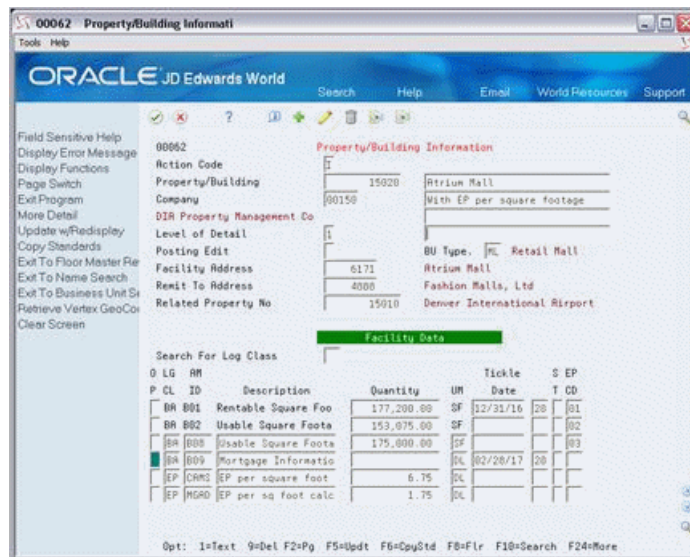 00062 Property/Building Informati
Tools Help
ORACLE JD Edwards World
Search Help Email World Resources Support
Field Sensitive Help
Display Error Message
Display Functions
Page Switch
Exit Program
More Detail
Update w/Redisplay
Copy Standards
Exit To Floor Master Re
Exit To Name Search
Exit To Business Unit Se
Retrieve Vertex GeoCo
Clear Screen
00062 Property/Building Information
Action Code I
Property/Building 15020 Atrium Mall
Company 00150 With EP per square footage
DIR Property Management Co
Level of Detail 1
Posting Edit BU Type. ML Retail Mall
Facility Address 6171 Atrium Mall
Remit To Address 4088 Fashion Malls, Ltd
Related Property No 15010 Denver International Airport
Facility Data
Search For Log Class
O LG AM Tickle S EP
P CL ID Description Quantity UM Date T CD
BA B01 Rentable Square Foo 177,200.00 SF 12/31/16 20 01
BA B02 Usable Square Foota 153,075.00 SF 02
BA B08 Usable Square Foota 175,000.00 SF 03
BA B09 Mortgage Informatio DL 02/28/17 20
EP CAMS EP per square foot 6.75 DL
EP MGAD EP per sq foot calc 1.75 DL
Opt: 1=Text 9=Del F2=Pg F5=Updt F6=CpyStd F8=Flr F10=Search F24=More